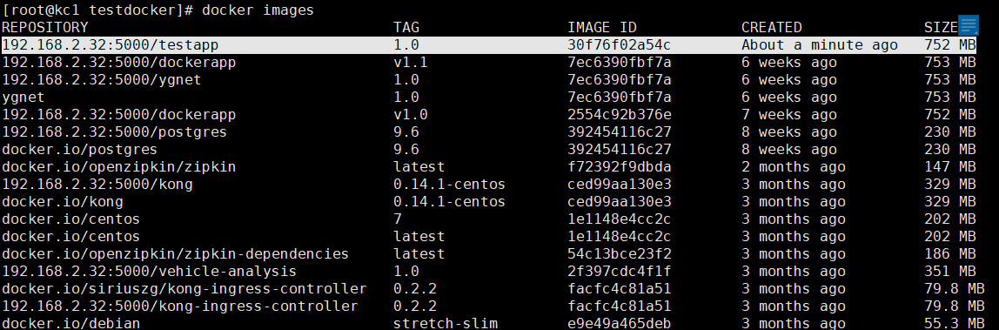 [root@kc1 testdocker]# docker images
REPOSITORY TAG IMAGE ID CREATED SIZE
192.168.2.32:5000/testapp 1.0 30f76f02a54c About a minute ago 752 MB
192.168.2.32:5000/dockerapp v1.1 7ec6390fbf7a 6 weeks ago 753 MB
192.168.2.32:5000/ygnet 1.0 7ec6390fbf7a 6 weeks ago 753 MB
ygnet 1.0 7ec6390fbf7a 6 weeks ago 753 MB
192.168.2.32:5000/dockerapp v1.0 2554c92b376e 7 weeks ago 752 MB
192.168.2.32:5000/postgres 9.6 392454116c27 8 weeks ago 230 MB
docker.io/postgres 9.6 392454116c27 8 weeks ago 230 MB
docker.io/openzipkin/zipkin latest f72392f9dbda 2 months ago 147 MB
192.168.2.32:5000/kong 0.14.1-centos ced99aa130e3 3 months ago 329 MB
docker.io/kong 0.14.1-centos ced99aa130e3 3 months ago 329 MB
docker.io/centos 7 1e1148e4cc2c 3 months ago 202 MB
docker.io/centos latest 1e1148e4cc2c 3 months ago 202 MB
docker.io/openzipkin/zipkin-dependencies latest 54c13bce23f2 3 months ago 186 MB
192.168.2.32:5000/vehicle-analysis 1.0 2f397cdc4f1f 3 months ago 351 MB
docker.io/siriuszg/kong-ingress-controller 0.2.2 facfc4c81a51 3 months ago 79.8 MB
192.168.2.32:5000/kong-ingress-controller 0.2.2 facfc4c81a51 3 months ago 79.8 MB
docker.io/debian stretch-slim e9e49a465deb 3 months ago 55.3 MB